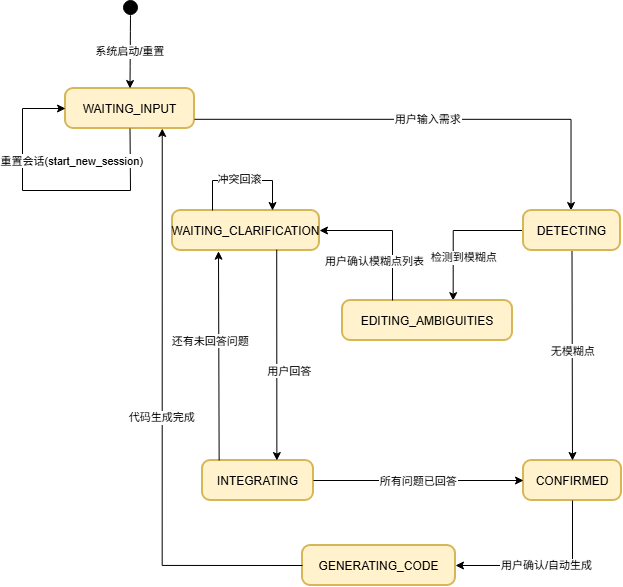 系统启动/重置
WAITING_INPUT
用户输入需求
重置会话(start_new_session)
冲突回滚
WAITING_CLARIFICATION
DETECTING
用户确认模糊点列表
检测到模糊点
EDITING_AMBIGUITIES
还有未回答问题
无模糊点
用户回答
代码生成完成
INTEGRATING
所有问题已回答
CONFIRMED
GENERATING_CODE
用户确认/自动生成